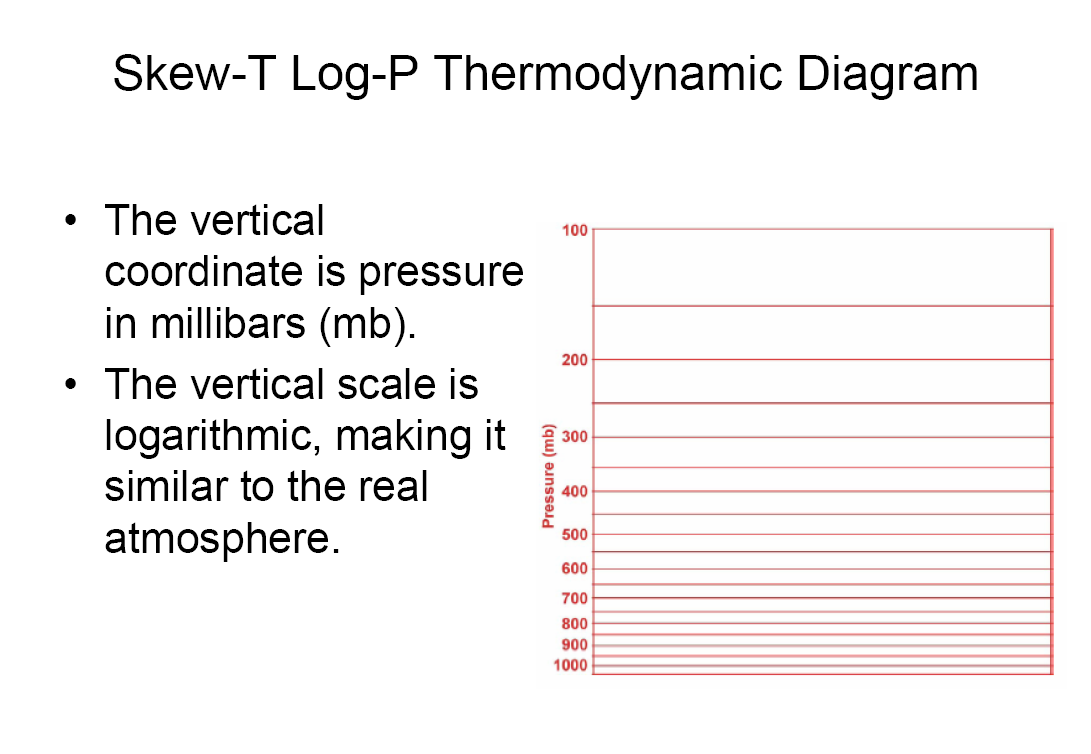 Skew-T Log-P Thermodynamic Diagram
• The vertical
coordinate is pressure
in millibars (mb).
• The vertical scale is
logarithmic, making it
similar to the real
atmosphere.
Pressure (mb)
100
200
300
400
500
600
700
800
900
1000